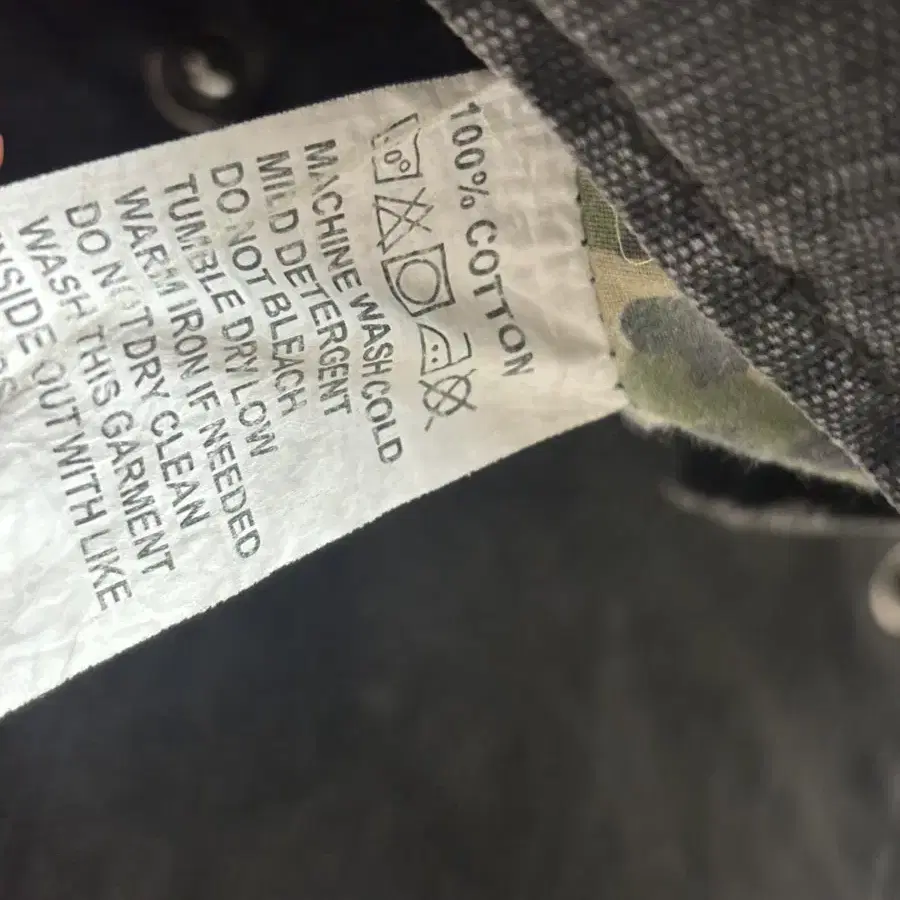 100% COTTON
MACHINE WASH COLD
MILD DETERGENT
DO NOT BLEACH
TUMBLE DRY LOW
WARM IRON IF NEEDED
DO NOT DRY CLEAN
WASH THIS GARMENT
INSIDE OUT WITH LIKE